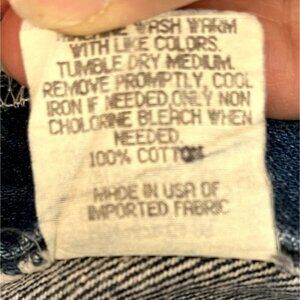 MACHINE WASH WARM
WITH LIKE COLORS.
TUMBLE DRY MEDIUM.
REMOVE PROMPTLY, COOL
IRON IF NEEDED,ONLY NON
CHOLORINE BLEACH WHEN
NEEDED.
100% COTTON
MADE IN USA OF
IMPORTED FABRIC